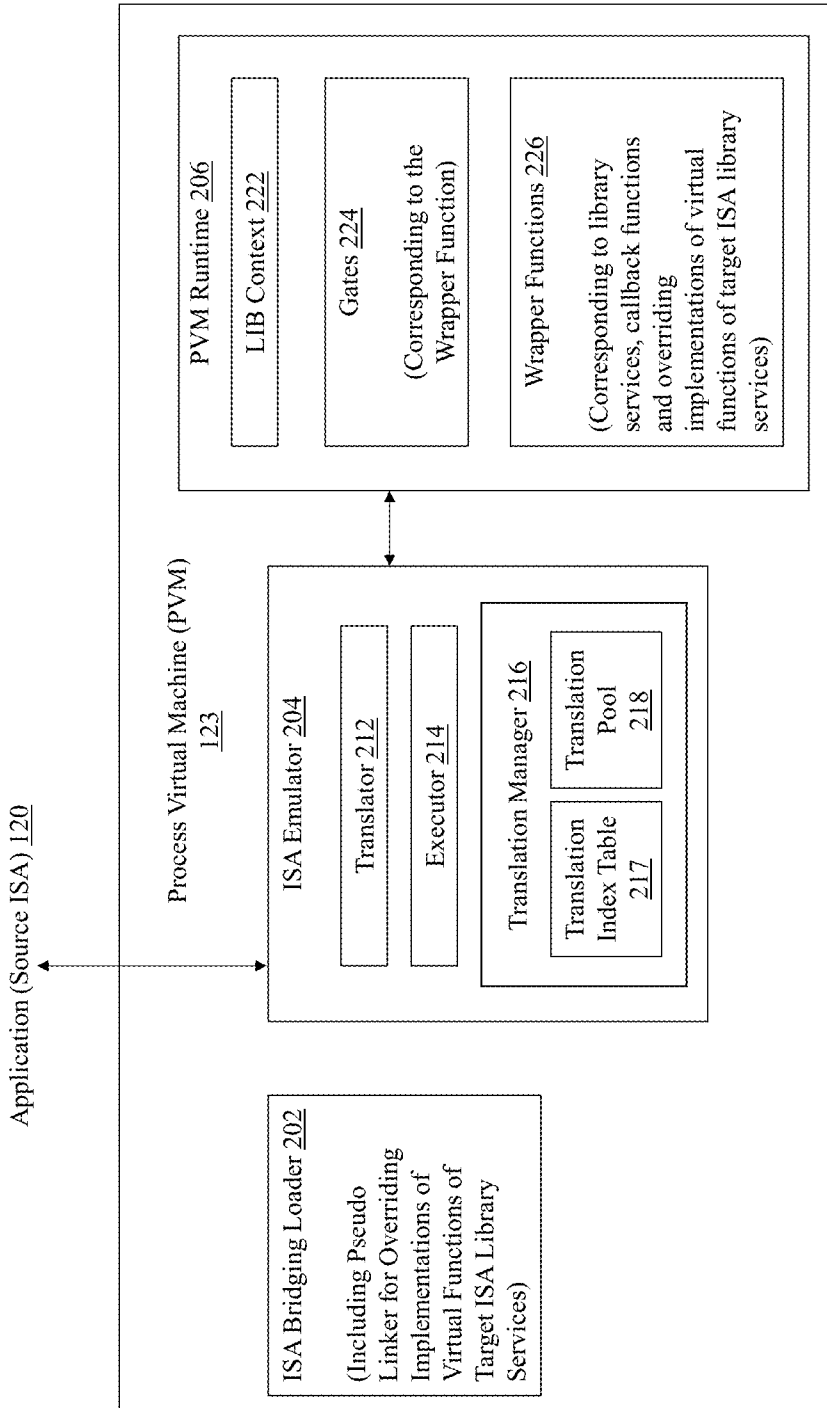 Application (Source ISA) 120
Process Virtual Machine (PVM)
123
ISA Bridging Loader 202
(Including Pseudo
Linker for Overriding
Implementations of
Virtual Functions of
Target ISA Library
Services)
ISA Emulator 204
Translator 212
Executor 214
Translation Manager 216
Translation
Index Table
217
Translation
Pool
218
PVM Runtime 206
LIB Context 222
Gates 224
(Corresponding to the
Wrapper Function)
Wrapper Functions 226
(Corresponding to library
services, callback functions
and overriding
implementations of virtual
functions of target ISA library
services)